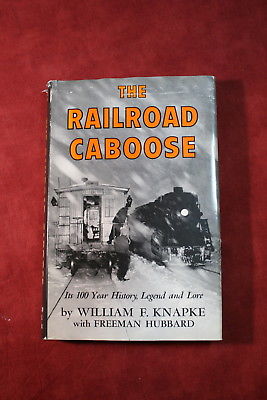 THE
RAILROAD
CABOOSE
Its 100 Year History, Legend and Lore
by WILLIAM F. KNAPKE
with FREEMAN HUBBARD